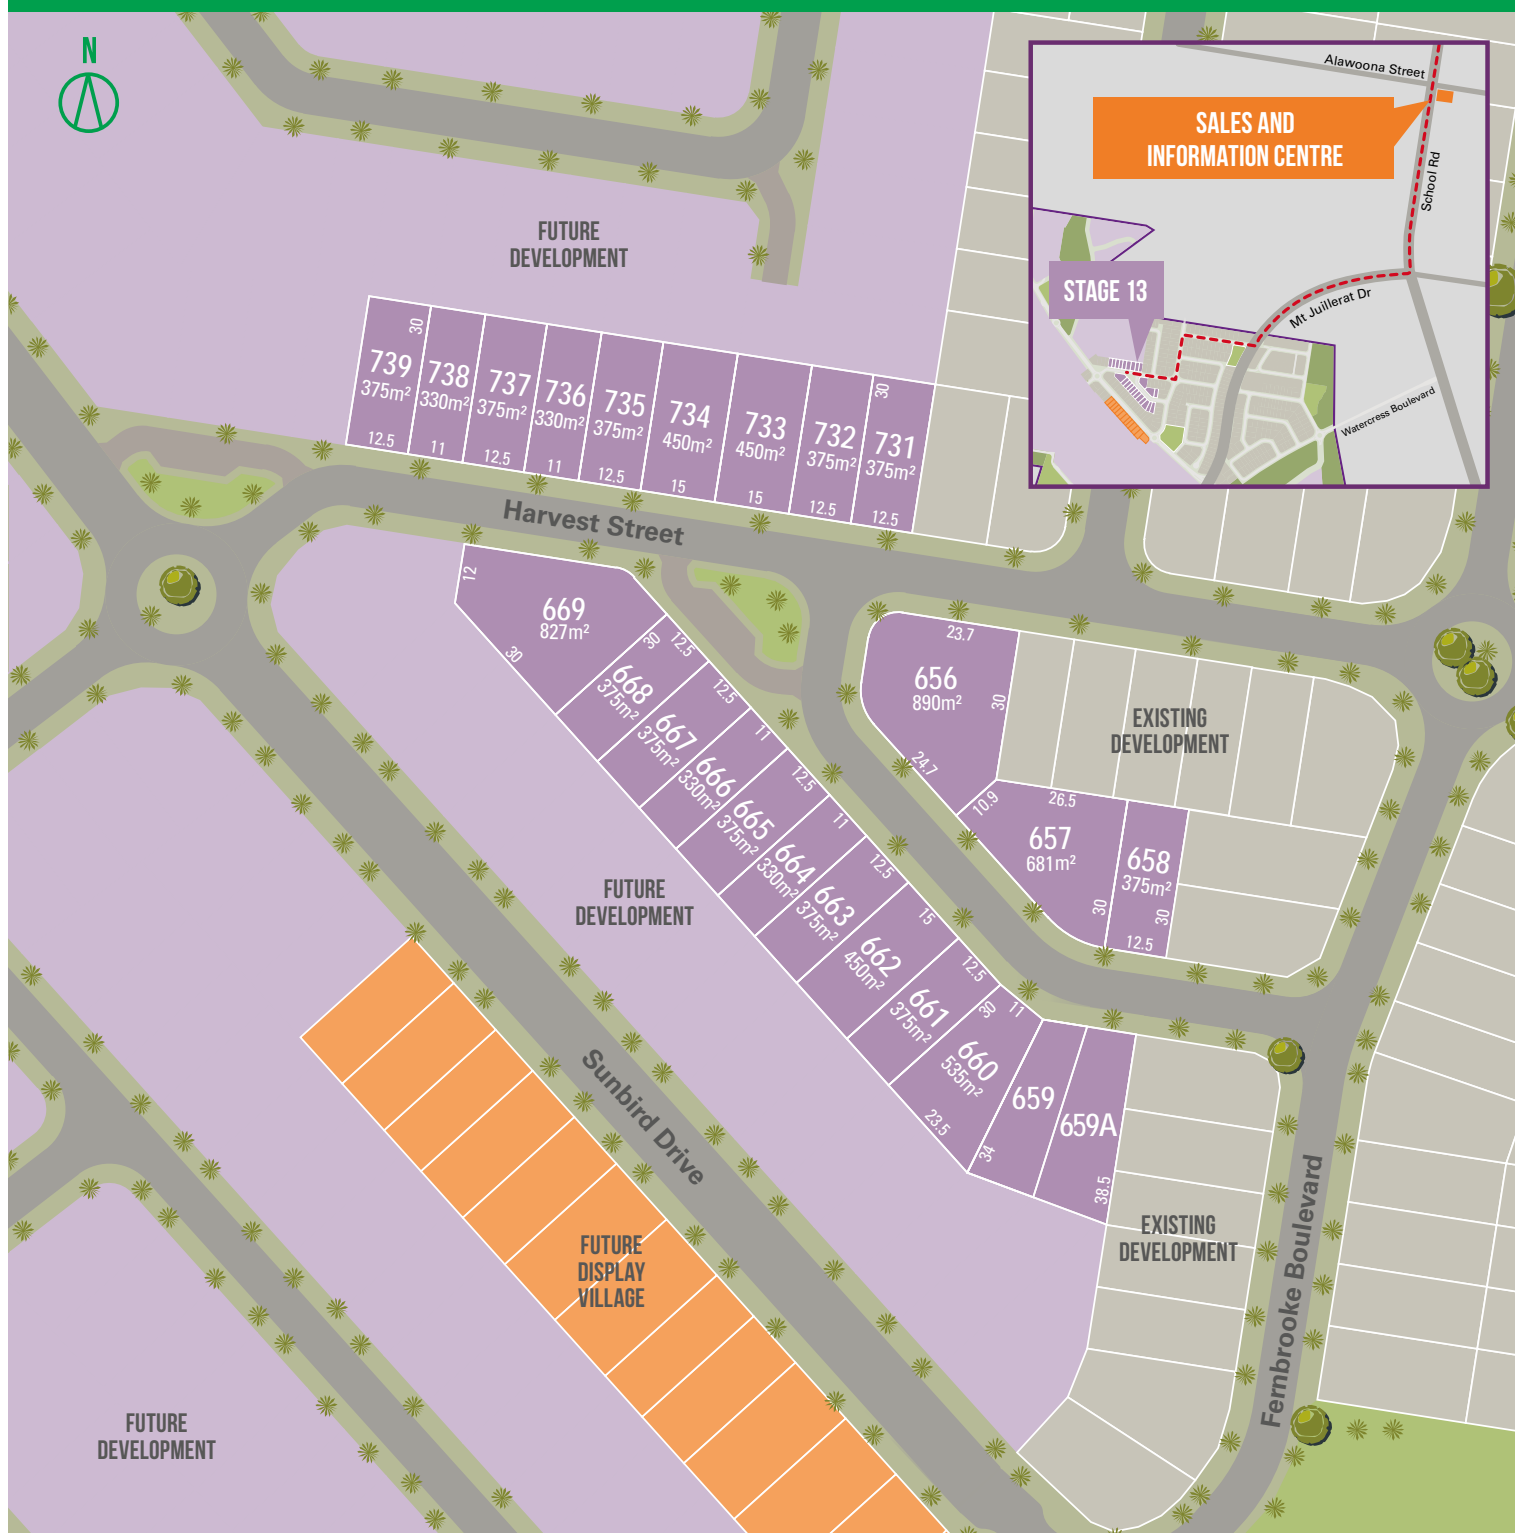 N
Alawoona Street
SALES AND
INFORMATION CENTRE
School Rd
STAGE 13
Mt Juillerat Dr
Watercress Boulevard
FUTURE
DEVELOPMENT
30
739
375m²
12.5
738
330m²
11
737
375m²
12.5
736
330m²
11
735
375m²
12.5
734
450m²
15
733
450m²
15
732
375m²
12.5
30
731
375m²
12.5
Harvest Street
12
669
827m²
30
30
12.5
668
375m²
12.5
667
375m²
11
666
330m²
12.5
665
375m²
11
664
330m²
12.5
663
375m²
15
662
450m²
12.5
661
375m²
30
11
660
535m²
23.5
659
34
659A
38.5
23.7
656
890m²
30
24.7
10.9
26.5
657
681m²
30
658
375m²
30
12.5
EXISTING
DEVELOPMENT
FUTURE
DEVELOPMENT
Sunbird Drive
FUTURE
DISPLAY
VILLAGE
EXISTING
DEVELOPMENT
Fernbrooke Boulevard
FUTURE
DEVELOPMENT